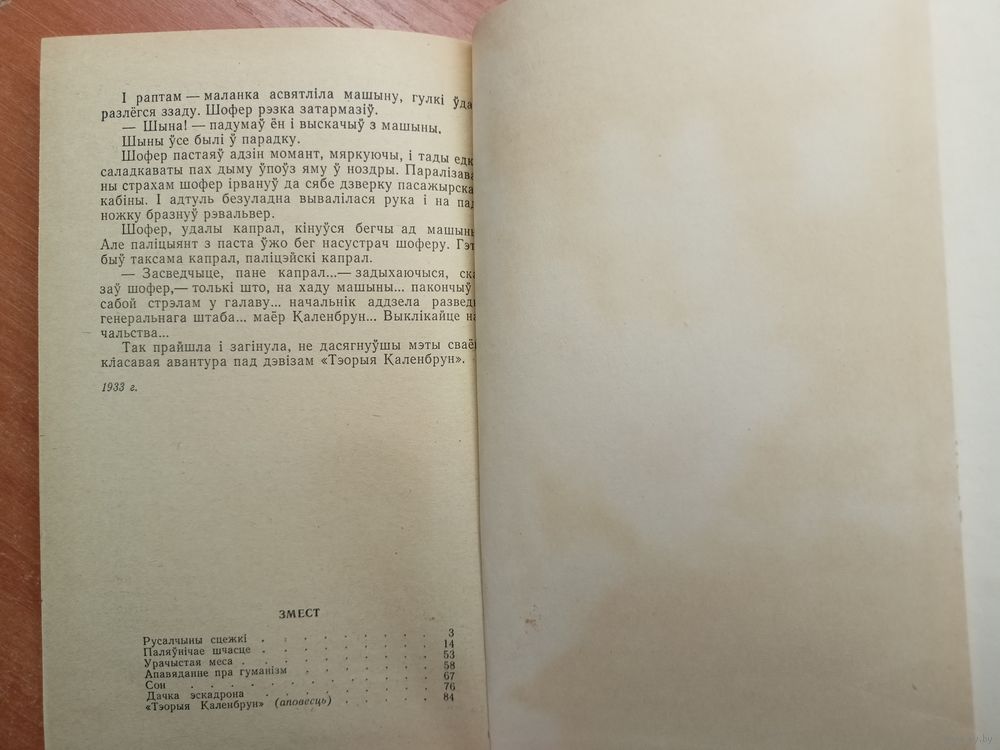 І раптам — маланка асвятліла машыну, гулкі ўда
разлёгся ззаду. Шофер рэзка затармазіў.
— Шына! — падумаў ён і выскачыў з машыны.
Шыны ўсе былі ў парадку.
Шофер пастаяў адзін момант, мяркуючы, і тады едк
саладкаваты пах дыму ўпоўз яму ў ноздры. Паралізава
ны страхам шофер ірвануў да сябе дзверку пасажырска
кабіны. І адтуль безуладна вывалілася рука і на пад
ножку бразнуў рэвальвер.
Шофер, удалы капрал, кінуўся бегчы ад машыны
Але паліцыянт з паста ўжо бег насустрач шоферу. Гэт
быў таксама капрал, паліцэйскі капрал.
— Засведчыце, пане капрал...— задыхаючыся, ска
заў шофер,— толькі што, на хаду машыны... пакончыў
сабой стрэлам у галаву... начальнік аддзела разведк
генеральнага штаба... маёр Каленбрун... Выклікайце на
чальства...
Так прайшла і загінула, не дасягнуўшы мэты сваё
класавая авантура пад дэвізам «Тэорыя Каленбрун».
1933 г.
ЗМЕСТ
Русалчыны сцежкі . . . . . . . . 3
Паляўнічае шчасце . . . . . . . . 14
Урачыстая меса . . . . . . . . 53
Апавяданне пра гуманізм . . . . . . 58
Сон . . . . . . . . . . 67
Дачка эскадрона . . . . . . . . 76
«Тэорыя Каленбрун» (аповесць) . . . . . 84